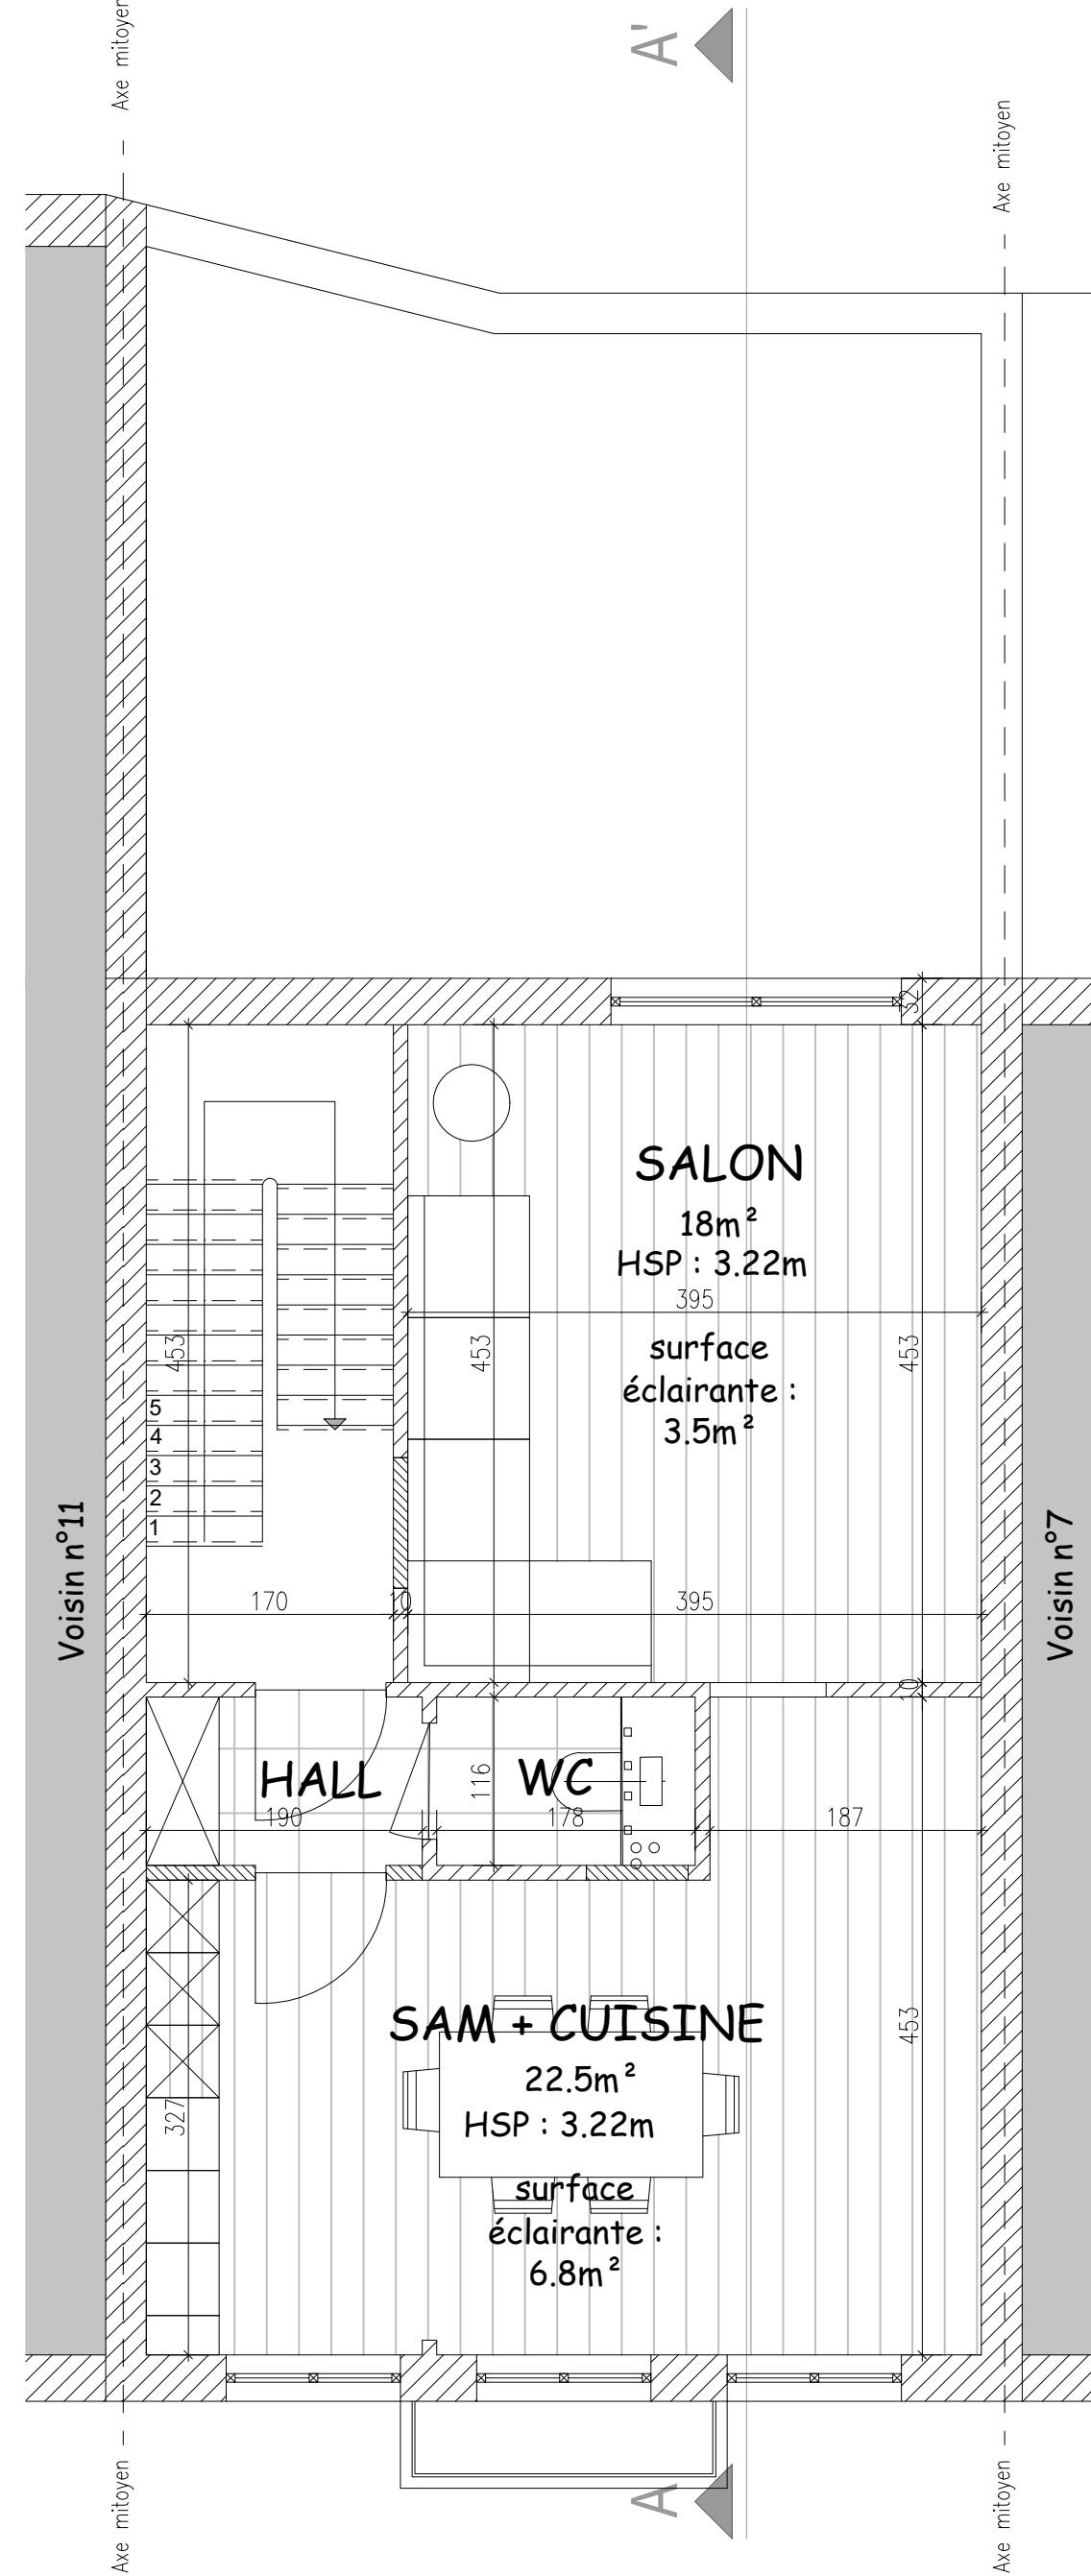 Axe mitoyen
A'
Axe mitoyen
32
SALON
18m²
HSP : 3.22m
395
surface
éclairante :
3.5m²
453
453
453
5
4
3
2
1
Voisin n°11
Voisin n°7
170
10
395
10
HALL
WC
116
190
178
187
SAM + CUISINE
22.5m²
HSP : 3.22m
453
327
surface
éclairante :
6.8m²
A
Axe mitoyen
Axe mitoyen